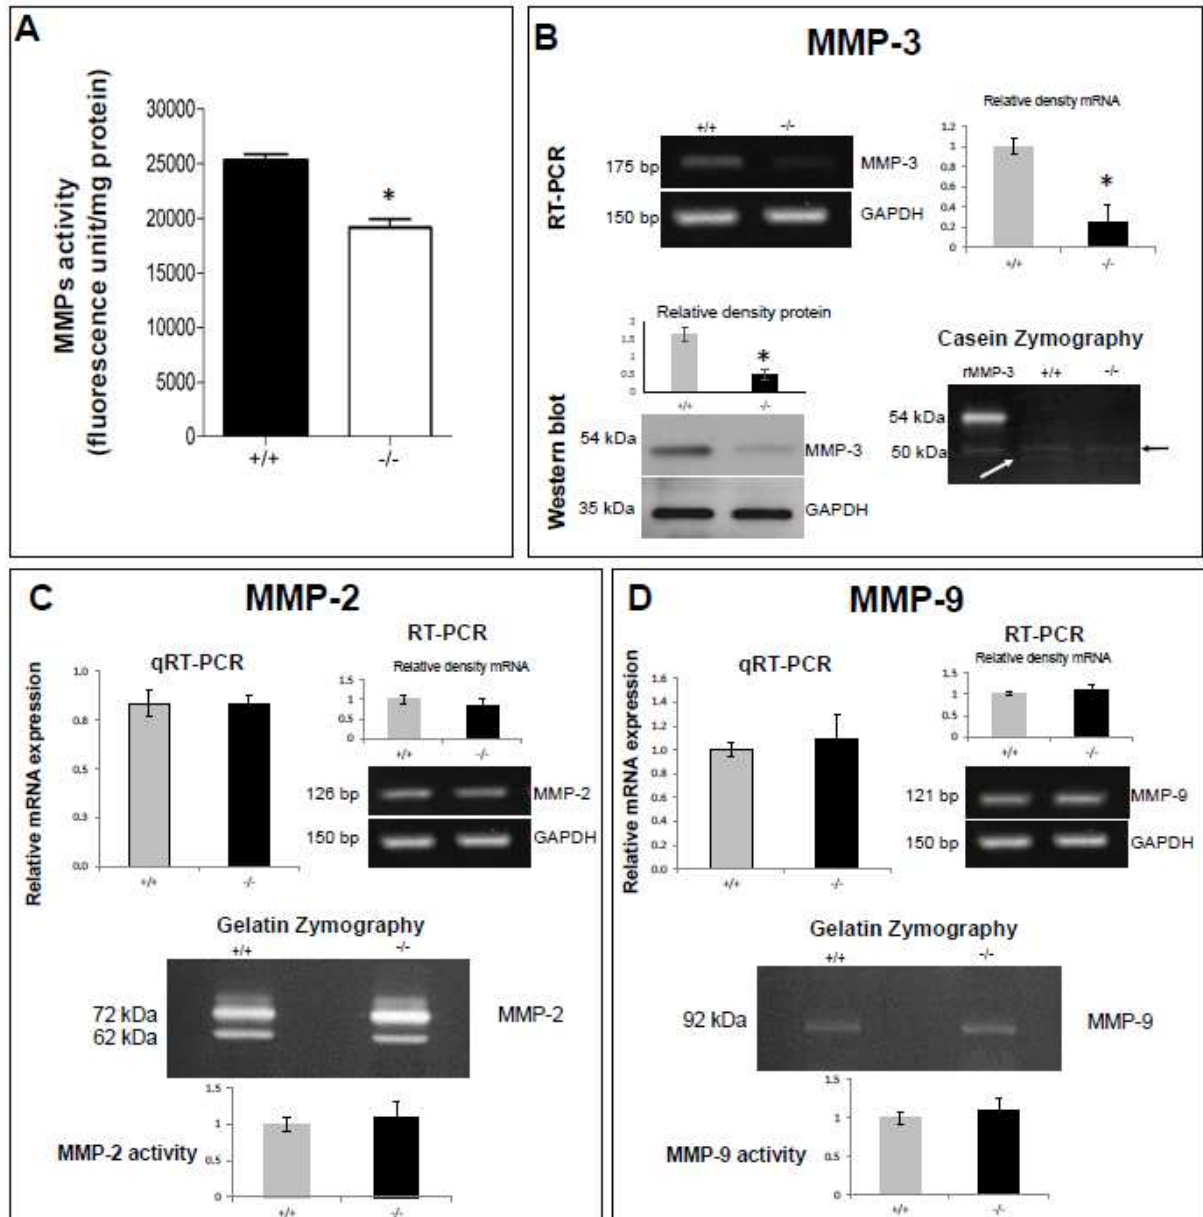 A
MMPs activity
(fluorescence unit/mg protein)
30000
25000
20000
15000
10000
5000
0
*
+/+ -/-
B
MMP-3
RT-PCR
+/+ -/-
175 bp MMP-3
150 bp GAPDH
Relative density mRNA
1.2
1
0.8
0.6
0.4
0.2
0
*
+/+ -/-
Western blot
Relative density protein
2
1.5
1
0.5
0
*
+/+ -/-
54 kDa MMP-3
35 kDa GAPDH
Casein Zymography
rMMP-3 +/+ -/-
54 kDa
50 kDa
C
MMP-2
qRT-PCR
Relative mRNA expression
1.0
0.8
0.5
0.3
0.0
+/+ -/-
RT-PCR
Relative density mRNA
1.5
1
0.5
0
+/+ -/-
126 bp MMP-2
150 bp GAPDH
Gelatin Zymography
+/+ -/-
72 kDa MMP-2
62 kDa
MMP-2 activity
1.5
1
0.5
0
+/+ -/-
D
MMP-9
qRT-PCR
Relative mRNA expression
1.6
1.4
1.2
1.0
0.8
0.6
0.4
0.2
0.0
+/+ -/-
RT-PCR
Relative density mRNA
1.5
1
0.5
0
+/+ -/-
121 bp MMP-9
150 bp GAPDH
Gelatin Zymography
+/+ -/-
92 kDa MMP-9
MMP-9 activity
1.5
1
0.5
0
+/+ -/-